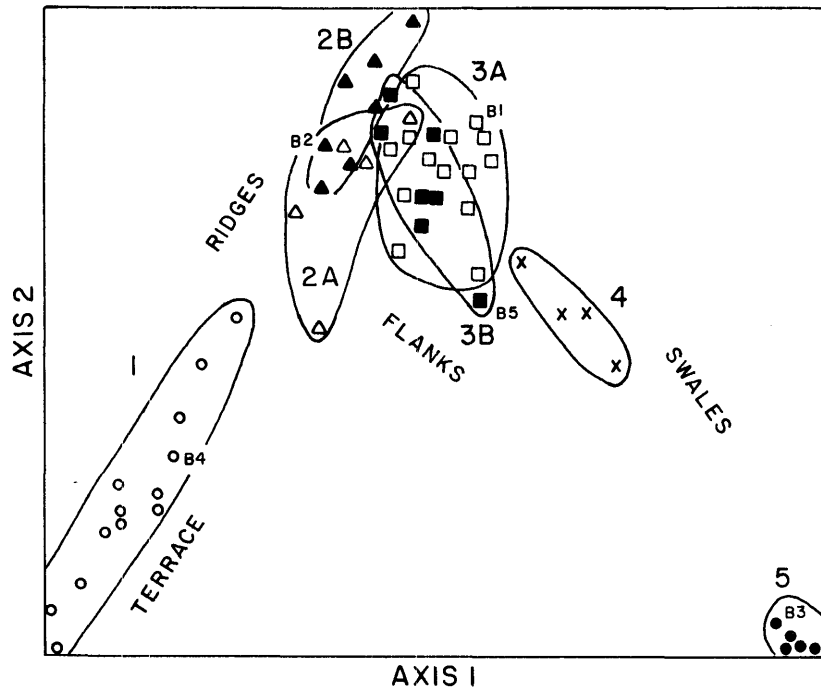 2B
3A
B1
B2
RIDGES
2A
4
B5
3B
FLANKS
AXIS 2
1
SWALES
B4
TERRACE
5
B3
AXIS 1